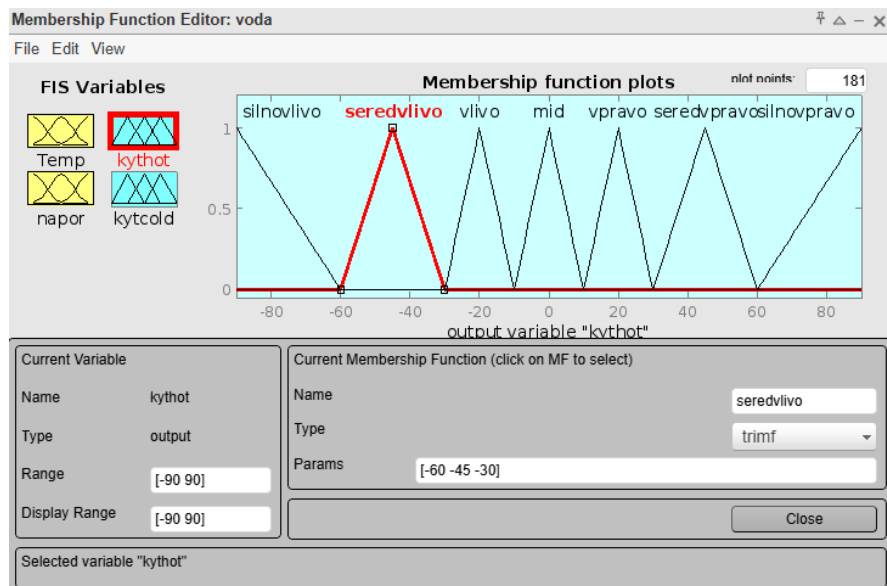 Membership Function Editor: voda
File Edit View
FIS Variables
Membership function plots
plot points: 181
Temp kythot
napor kytcold
silnovlivo seredvlivo vlivo mid vpravo seredvpravo silnovpravo
1
0.5
0
-80 -60 -40 -20 0 20 40 60 80
output variable "kythot"
Current Variable
Name kythot
Type output
Range [-90 90]
Display Range [-90 90]
Current Membership Function (click on MF to select)
Name seredvlivo
Type trimf
Params [-60 -45 -30]
Close
Selected variable "kythot"